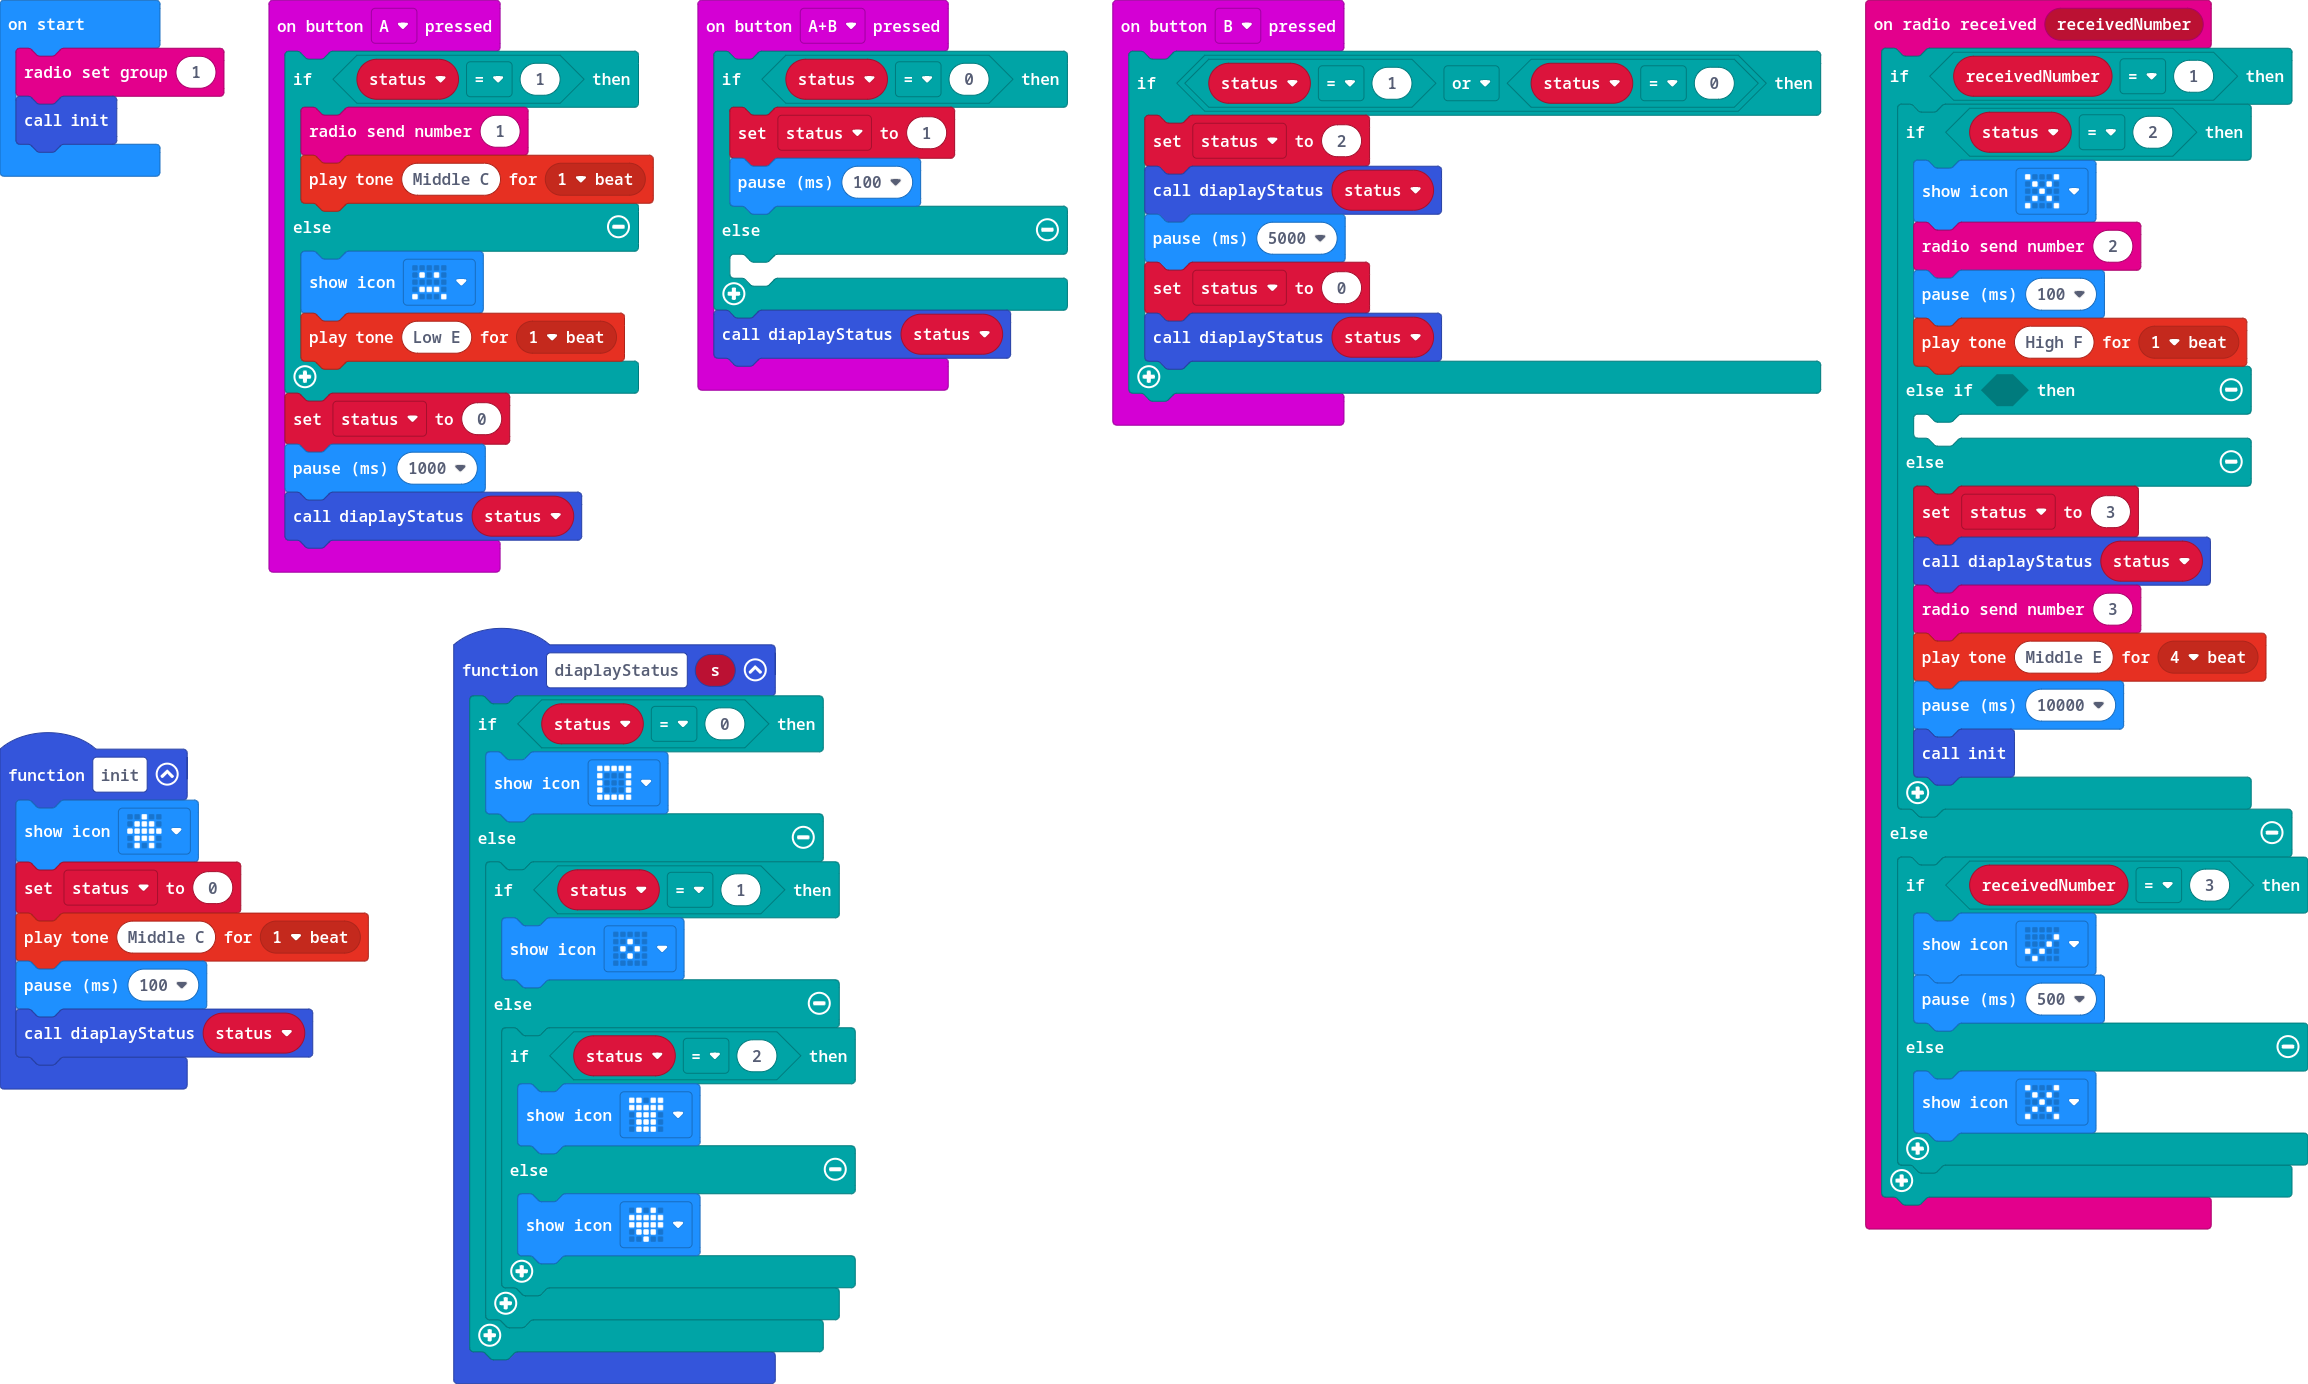 on start
radio set group 1
call init
on button A pressed
if status = 1 then
radio send number 1
play tone Middle C for 1 beat
else
show icon
play tone Low E for 1 beat
set status to 0
pause (ms) 1000
call diaplayStatus status
on button A+B pressed
if status = 0 then
set status to 1
pause (ms) 100
else
call diaplayStatus status
on button B pressed
if status = 1 or status = 0 then
set status to 2
call diaplayStatus status
pause (ms) 5000
set status to 0
call diaplayStatus status
on radio received receivedNumber
if receivedNumber = 1 then
if status = 2 then
show icon
radio send number 2
pause (ms) 100
play tone High F for 1 beat
else if then
else
set status to 3
call diaplayStatus status
radio send number 3
play tone Middle E for 4 beat
pause (ms) 10000
call init
else
if receivedNumber = 3 then
show icon
pause (ms) 500
else
show icon
function init
show icon
set status to 0
play tone Middle C for 1 beat
pause (ms) 100
call diaplayStatus status
function diaplayStatus s
if status = 0 then
show icon
else
if status = 1 then
show icon
else
if status = 2 then
show icon
else
show icon